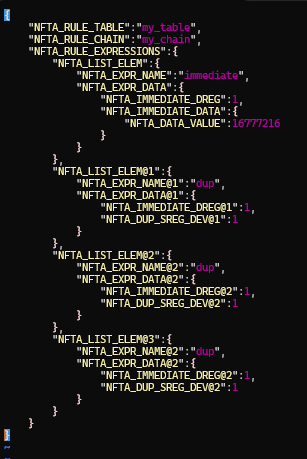 {
"NFTA_RULE_TABLE":"my_table",
"NFTA_RULE_CHAIN":"my_chain",
"NFTA_RULE_EXPRESSIONS":{
"NFTA_LIST_ELEM":{
"NFTA_EXPR_NAME":"immediate",
"NFTA_EXPR_DATA":{
"NFTA_IMMEDIATE_DREG":1,
"NFTA_IMMEDIATE_DATA":{
"NFTA_DATA_VALUE":16777216
}
}
},
"NFTA_LIST_ELEM@1":{
"NFTA_EXPR_NAME@1":"dup",
"NFTA_EXPR_DATA@1":{
"NFTA_IMMEDIATE_DREG@1":1,
"NFTA_DUP_SREG_DEV@1":1
}
},
"NFTA_LIST_ELEM@2":{
"NFTA_EXPR_NAME@2":"dup",
"NFTA_EXPR_DATA@2":{
"NFTA_IMMEDIATE_DREG@2":1,
"NFTA_DUP_SREG_DEV@2":1
}
},
"NFTA_LIST_ELEM@3":{
"NFTA_EXPR_NAME@2":"dup",
"NFTA_EXPR_DATA@2":{
"NFTA_IMMEDIATE_DREG@2":1,
"NFTA_DUP_SREG_DEV@2":1
}
}
}
}
~